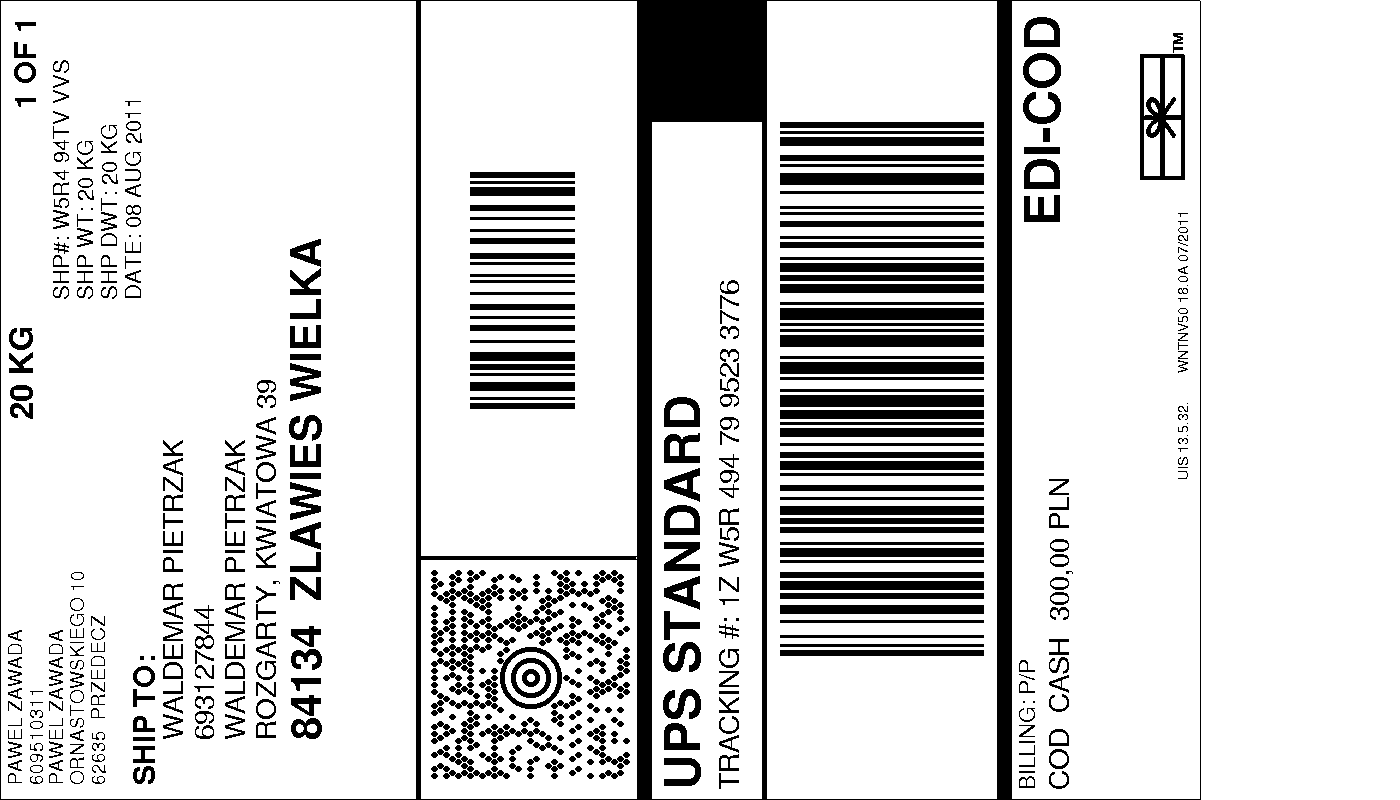 PAWEL ZAWADA
609510311
PAWEL ZAWADA
ORNASTOWSKIEGO 10
62635 PRZEDECZ
20 KG
1 OF 1
SHP#: W5R4 94TV VVS
SHP WT: 20 KG
SHP DWT: 20 KG
DATE: 08 AUG 2011
SHIP TO:
WALDEMAR PIETRZAK
693127844
WALDEMAR PIETRZAK
ROZGARTY, KWIATOWA 39
84134 ZLAWIES WIELKA
UPS STANDARD
TRACKING #: 1Z W5R 494 79 9523 3776
BILLING: P/P
COD CASH 300,00 PLN
EDI-COD
TM
UIS 13.5.32. WNTNV50 18.0A 07/2011